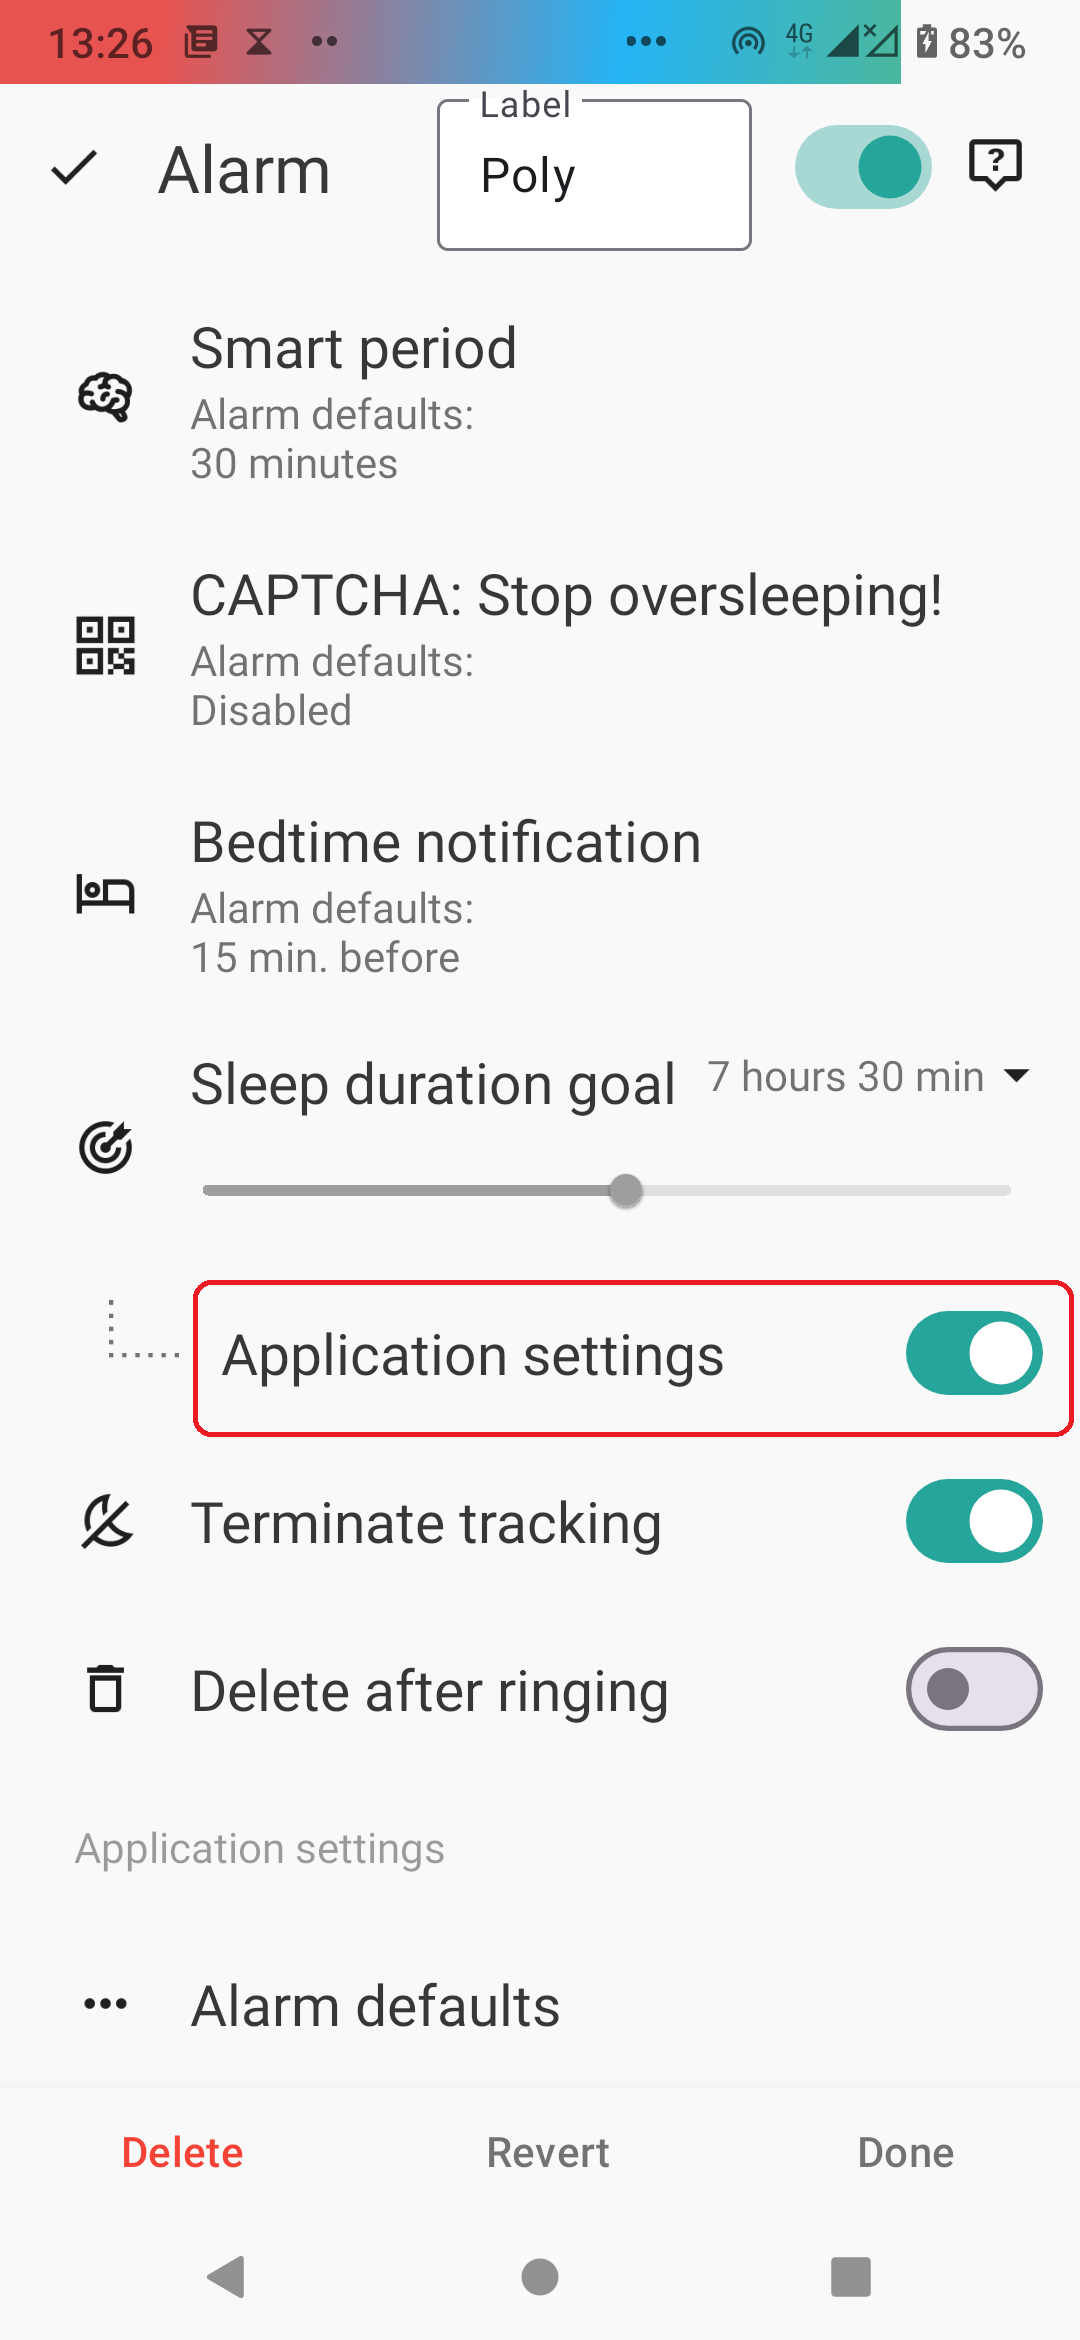 13:26
4G
83%
Label
Alarm
Poly
?
Smart period
Alarm defaults:
30 minutes
CAPTCHA: Stop oversleeping!
Alarm defaults:
Disabled
Bedtime notification
Alarm defaults:
15 min. before
Sleep duration goal 7 hours 30 min
Application settings
Terminate tracking
Delete after ringing
Application settings
Alarm defaults
Delete Revert Done